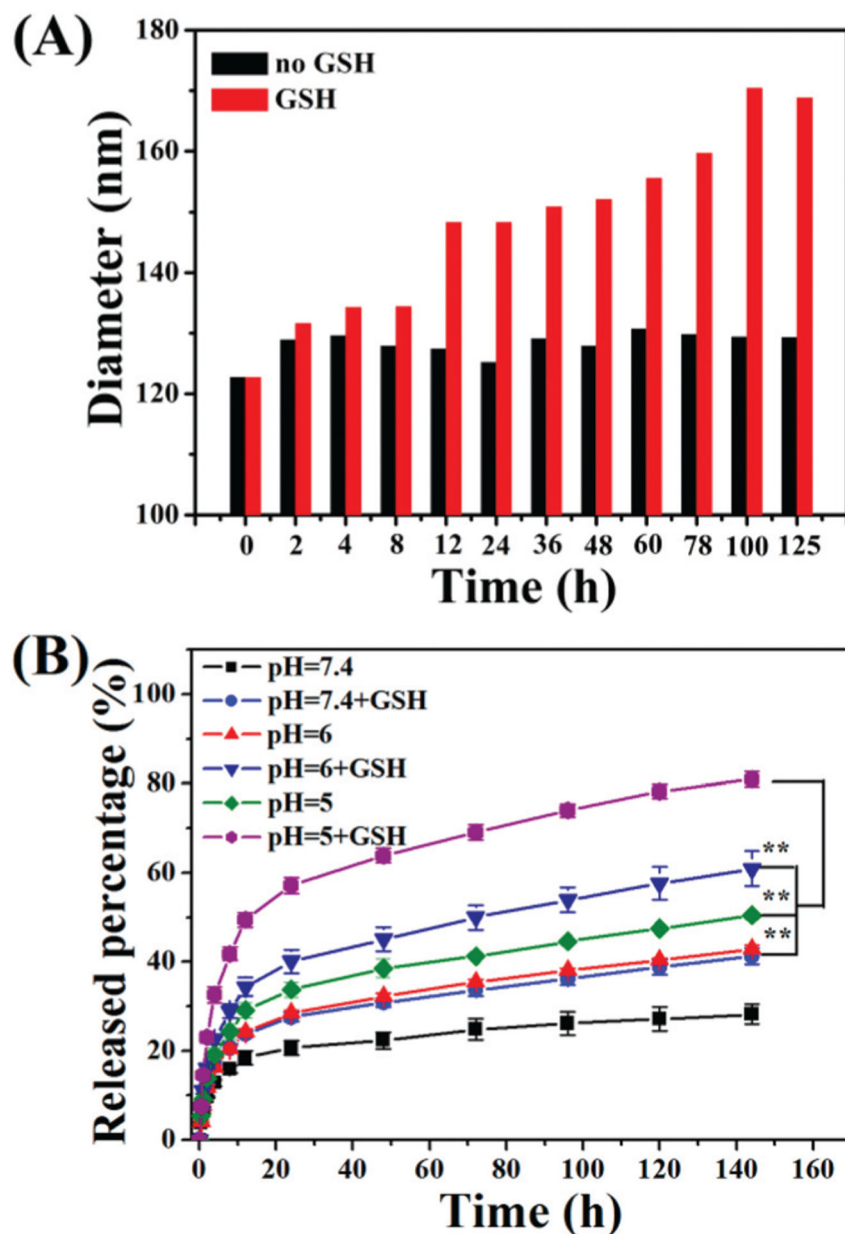 (A)
180
160
140
120
100
Diameter (nm)
no GSH
GSH
0 2 4 8 12 24 36 48 60 78 100 125
Time (h)
(B)
100
80
60
40
20
0
Released percentage (%)
pH=7.4
pH=7.4+GSH
pH=6
pH=6+GSH
pH=5
pH=5+GSH
**
**
**
0 20 40 60 80 100 120 140 160
Time (h)